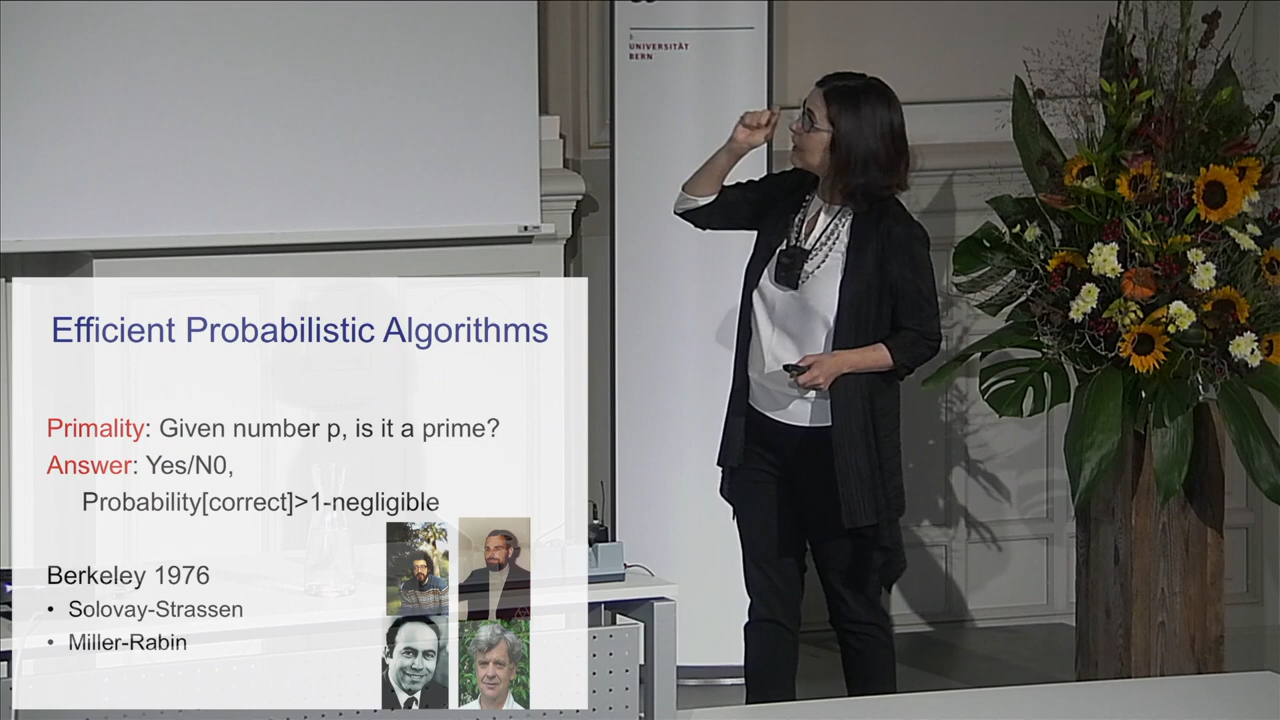 UNIVERSITÄT
BERN
Efficient Probabilistic Algorithms
Primality: Given number p, is it a prime?
Answer: Yes/N0,
Probability[correct]>1-negligible
Berkeley 1976
• Solovay-Strassen
• Miller-Rabin